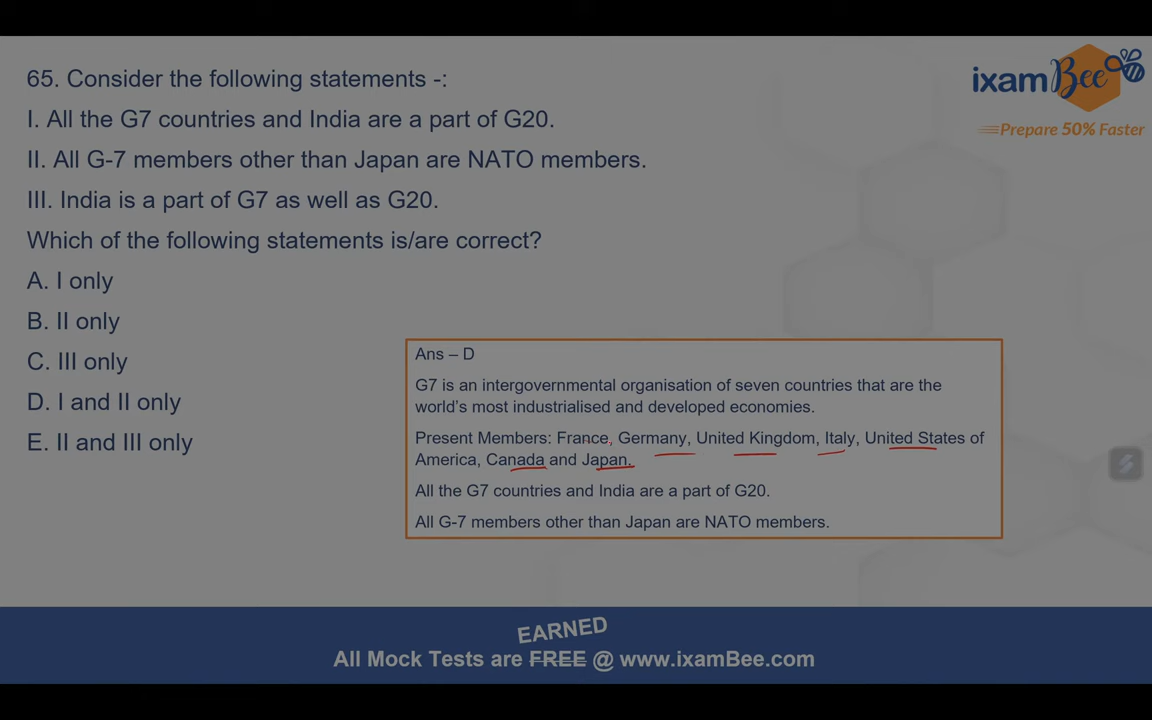 65. Consider the following statements -:
I. All the G7 countries and India are a part of G20.
II. All G-7 members other than Japan are NATO members.
III. India is a part of G7 as well as G20.
Which of the following statements is/are correct?
A. I only
B. II only
C. III only
D. I and II only
E. II and III only
ixamBee
Prepare 50% Faster
Ans – D
G7 is an intergovernmental organisation of seven countries that are the
world's most industrialised and developed economies.
Present Members: France, Germany, United Kingdom, Italy, United States of
America, Canada and Japan.
All the G7 countries and India are a part of G20.
All G-7 members other than Japan are NATO members.
EARNED
All Mock Tests are FREE @ www.ixamBee.com